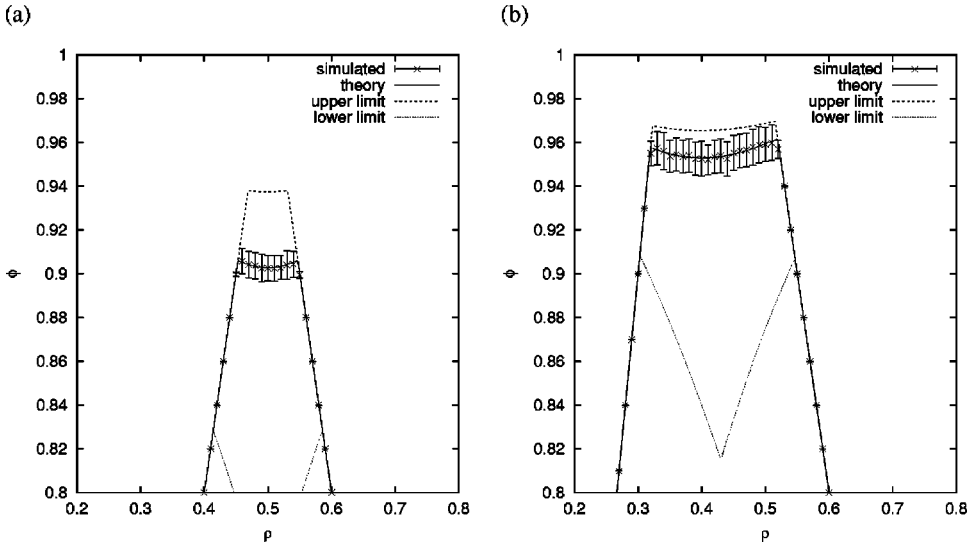 (a)
1
0.98
0.96
0.94
0.92
0.9
0.88
0.86
0.84
0.82
0.8
ϕ
0.2 0.3 0.4 0.5 0.6 0.7 0.8
ρ
simulated
theory
upper limit
lower limit
(b)
1
0.98
0.96
0.94
0.92
0.9
0.88
0.86
0.84
0.82
0.8
ϕ
0.2 0.3 0.4 0.5 0.6 0.7 0.8
ρ
simulated
theory
upper limit
lower limit